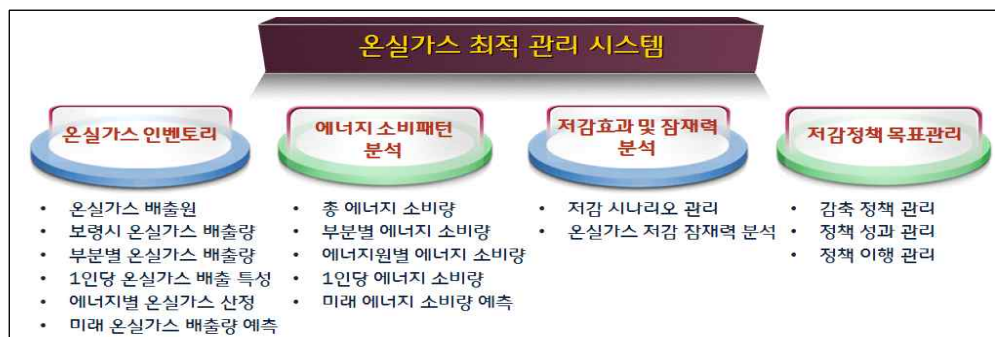 온실가스 최적 관리 시스템
온실가스 인벤토리
• 온실가스 배출원
• 보령시 온실가스 배출량
• 부분별 온실가스 배출량
• 1인당 온실가스 배출 특성
• 에너지별 온실가스 산정
• 미래 온실가스 배출량 예측
에너지 소비패턴
분석
• 총 에너지 소비량
• 부분별 에너지 소비량
• 에너지원별 에너지 소비량
• 1인당 에너지 소비량
• 미래 에너지 소비량 예측
저감효과 및 잠재력
분석
• 저감 시나리오 관리
• 온실가스 저감 잠재력 분석
저감정책 목표관리
• 감축 정책 관리
• 정책 성과 관리
• 정책 이행 관리